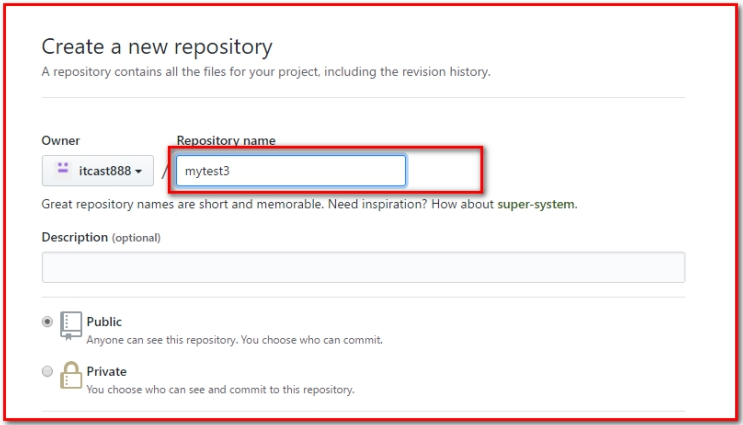 Create a new repository
A repository contains all the files for your project, including the revision history.
Owner Repository name
itcast888 / mytest3
Great repository names are short and memorable. Need inspiration? How about super-system.
Description (optional)
Public
Anyone can see this repository. You choose who can commit.
Private
You choose who can see and commit to this repository.